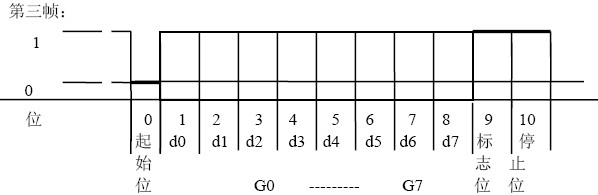 第三帧：
1
0
位 0 1 2 3 4 5 6 7 8 9 10
起始位 d0 d1 d2 d3 d4 d5 d6 d7 标志位 停止位
G0 --------- G7